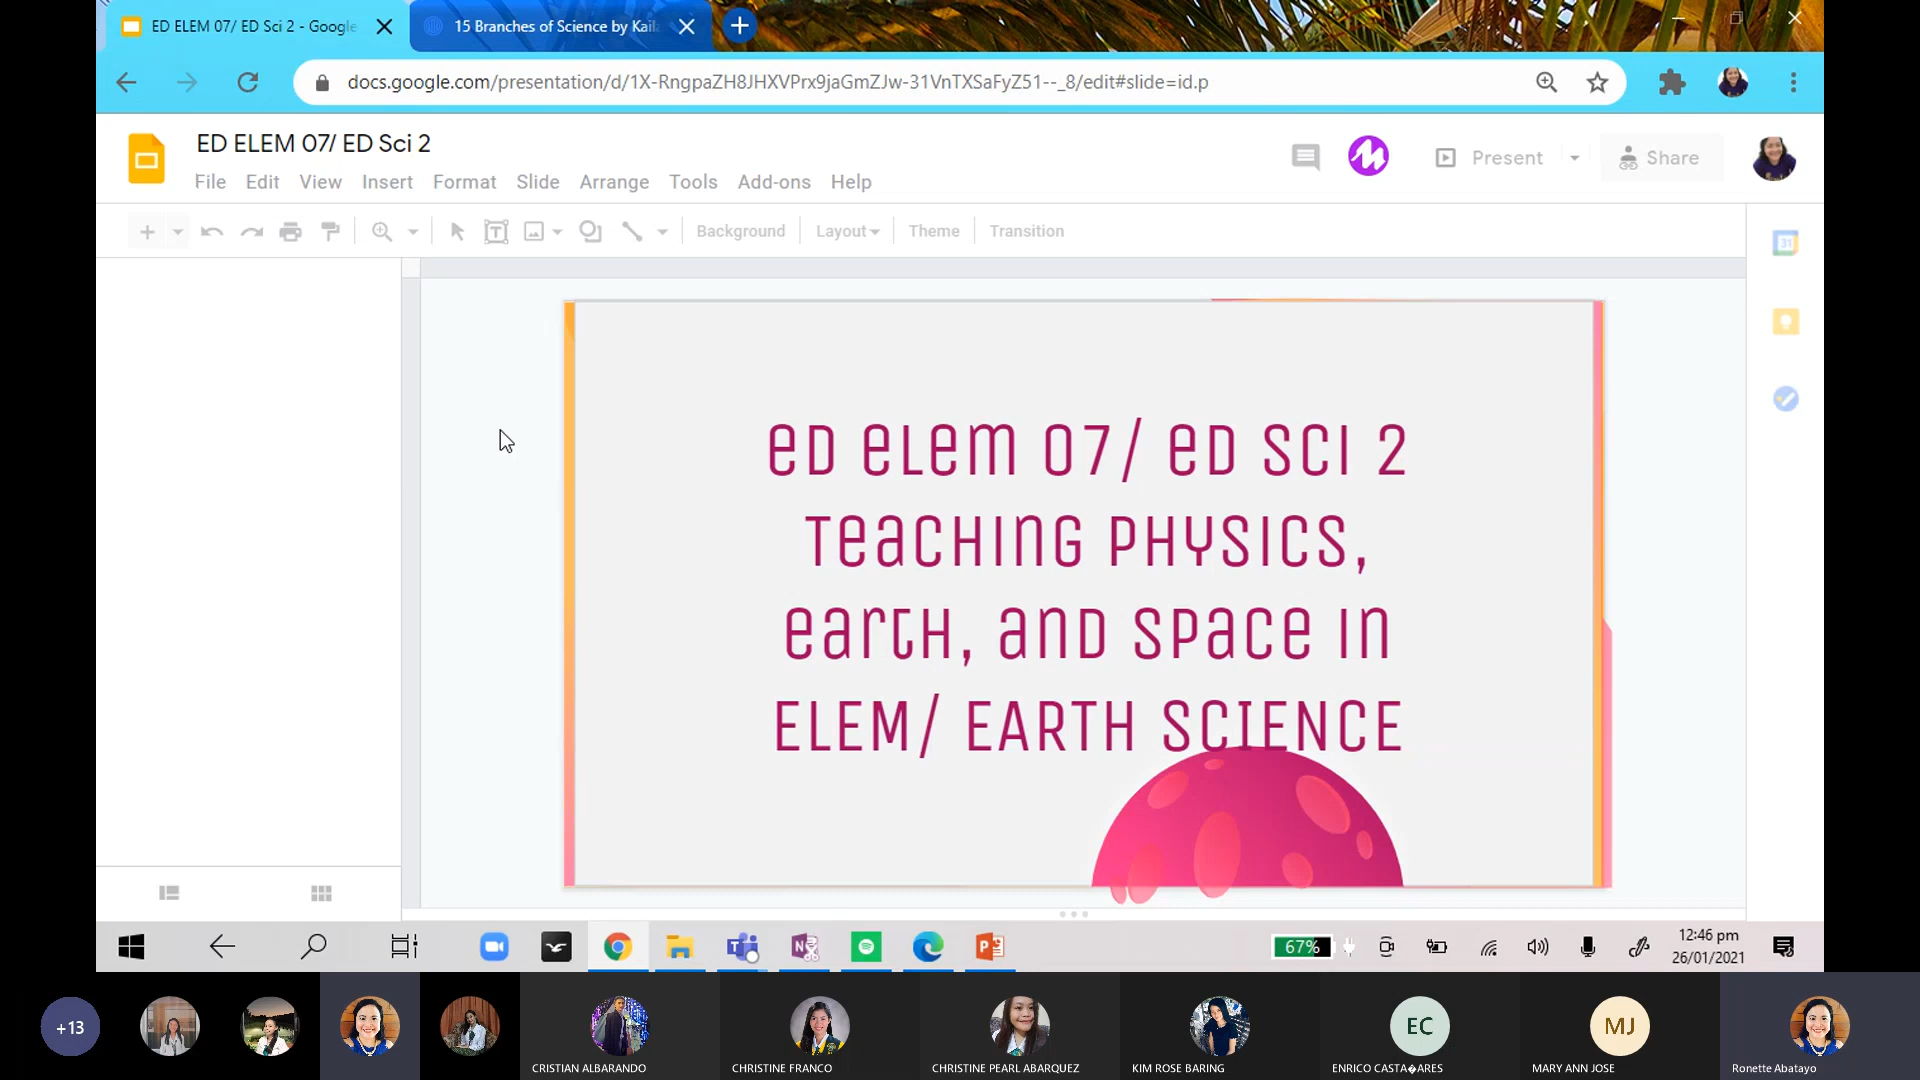 ED ELEM 07/ ED Sci 2 - Google
15 Branches of Science by Kaila
docs.google.com/presentation/d/1X-RngpaZH8JHXVPrx9jaGmZJw-31VnTXSaFyZ51--_8/edit#slide=id.p
ED ELEM 07/ ED Sci 2
File Edit View Insert Format Slide Arrange Tools Add-ons Help
Present
Share
Background Layout Theme Transition
31
eD eLem 07/ eD SCI 2
TeaCHInG PHYSICS,
earTH, anD SPace In
ELEM/ EARTH SCIENCE
67%
12:46 pm
26/01/2021
+13
EC
MJ
CRISTIAN ALBARANDO
CHRISTINE FRANCO
CHRISTINE PEARL ABARQUEZ
KIM ROSE BARING
ENRICO CASTA�ARES
MARY ANN JOSE
Ronette Abatayo